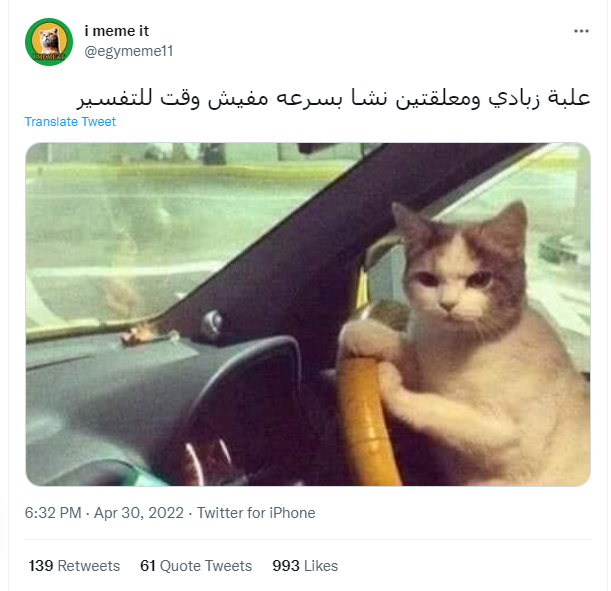 i meme it
@egymeme11
علبة زبادي ومعلقتين نشا بسرعه مفيش وقت للتفسير
Translate Tweet
6:32 PM · Apr 30, 2022 · Twitter for iPhone
139 Retweets 61 Quote Tweets 993 Likes